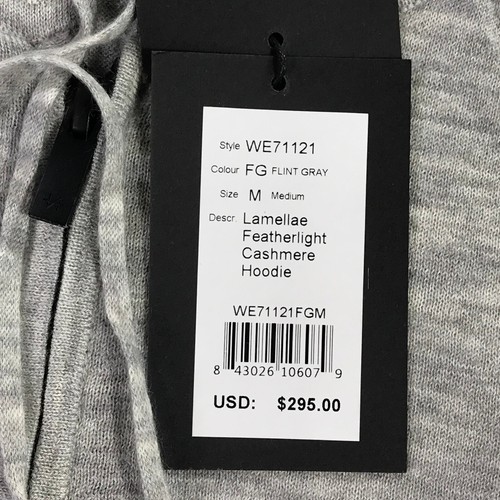 Style WE71121
Colour FG FLINT GRAY
Size M Medium
Descr. Lamellae
Featherlight
Cashmere
Hoodie
WE71121FGM
8 43026 10607 9
USD: $295.00